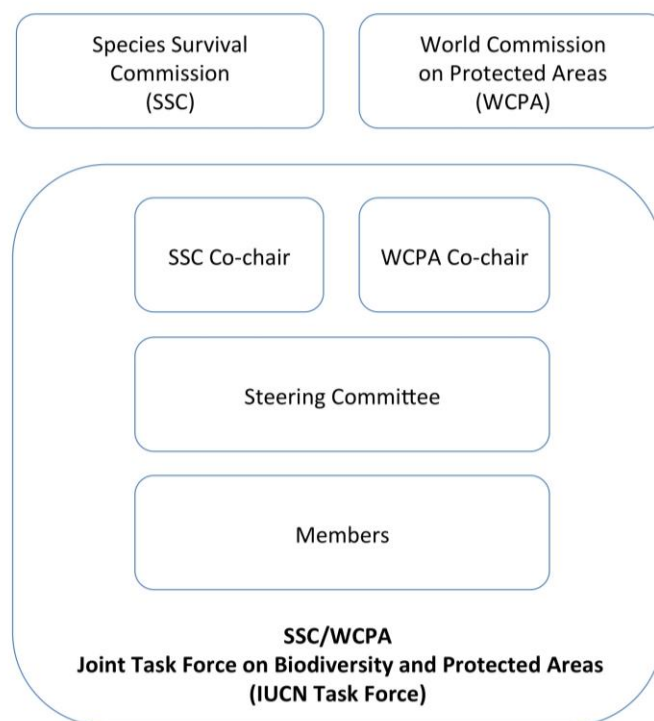 Species Survival
Commission
(SSC)
World Commission
on Protected Areas
(WCPA)
SSC Co-chair
WCPA Co-chair
Steering Committee
Members
SSC/WCPA
Joint Task Force on Biodiversity and Protected Areas
(IUCN Task Force)